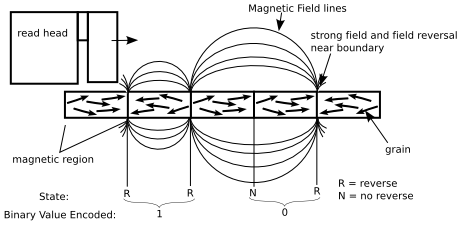 Magnetic Field lines
read head
strong field and field reversal
near boundary
grain
magnetic region
R = reverse
N = no reverse
State:
R
R
N
R
Binary Value Encoded:
1
0